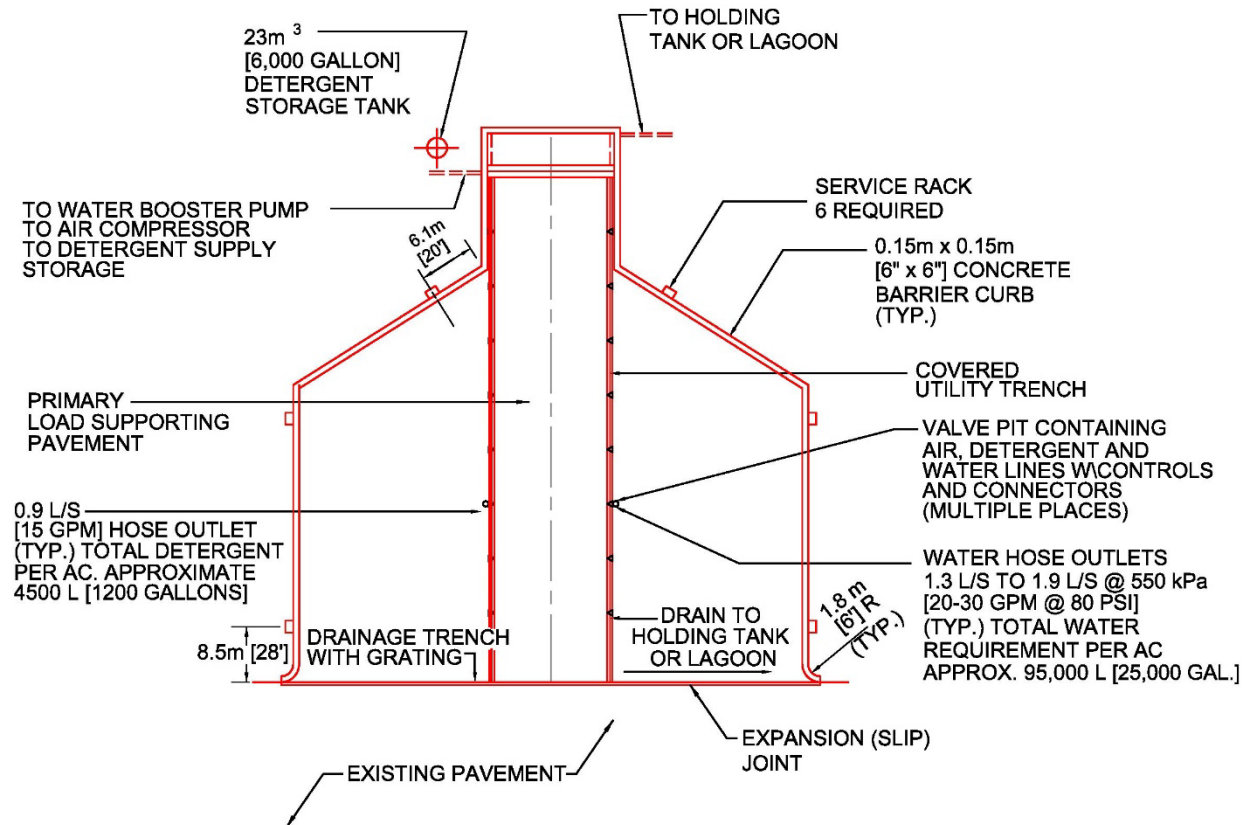 23m 3
[6,000 GALLON]
DETERGENT
STORAGE TANK
TO HOLDING
TANK OR LAGOON
TO WATER BOOSTER PUMP
TO AIR COMPRESSOR
TO DETERGENT SUPPLY
STORAGE
6.1m
[20']
SERVICE RACK
6 REQUIRED
0.15m x 0.15m
[6" x 6"] CONCRETE
BARRIER CURB
(TYP.)
COVERED
UTILITY TRENCH
PRIMARY
LOAD SUPPORTING
PAVEMENT
VALVE PIT CONTAINING
AIR, DETERGENT AND
WATER LINES W\CONTROLS
AND CONNECTORS
(MULTIPLE PLACES)
0.9 L/S
[15 GPM] HOSE OUTLET
(TYP.) TOTAL DETERGENT
PER AC. APPROXIMATE
4500 L [1200 GALLONS]
WATER HOSE OUTLETS
1.3 L/S TO 1.9 L/S @ 550 kPa
[20-30 GPM @ 80 PSI]
(TYP.) TOTAL WATER
REQUIREMENT PER AC
APPROX. 95,000 L [25,000 GAL.]
8.5m [28']
DRAINAGE TRENCH
WITH GRATING
DRAIN TO
HOLDING TANK
OR LAGOON
1.8 m
[6'] R
(TYP.)
EXPANSION (SLIP)
JOINT
EXISTING PAVEMENT